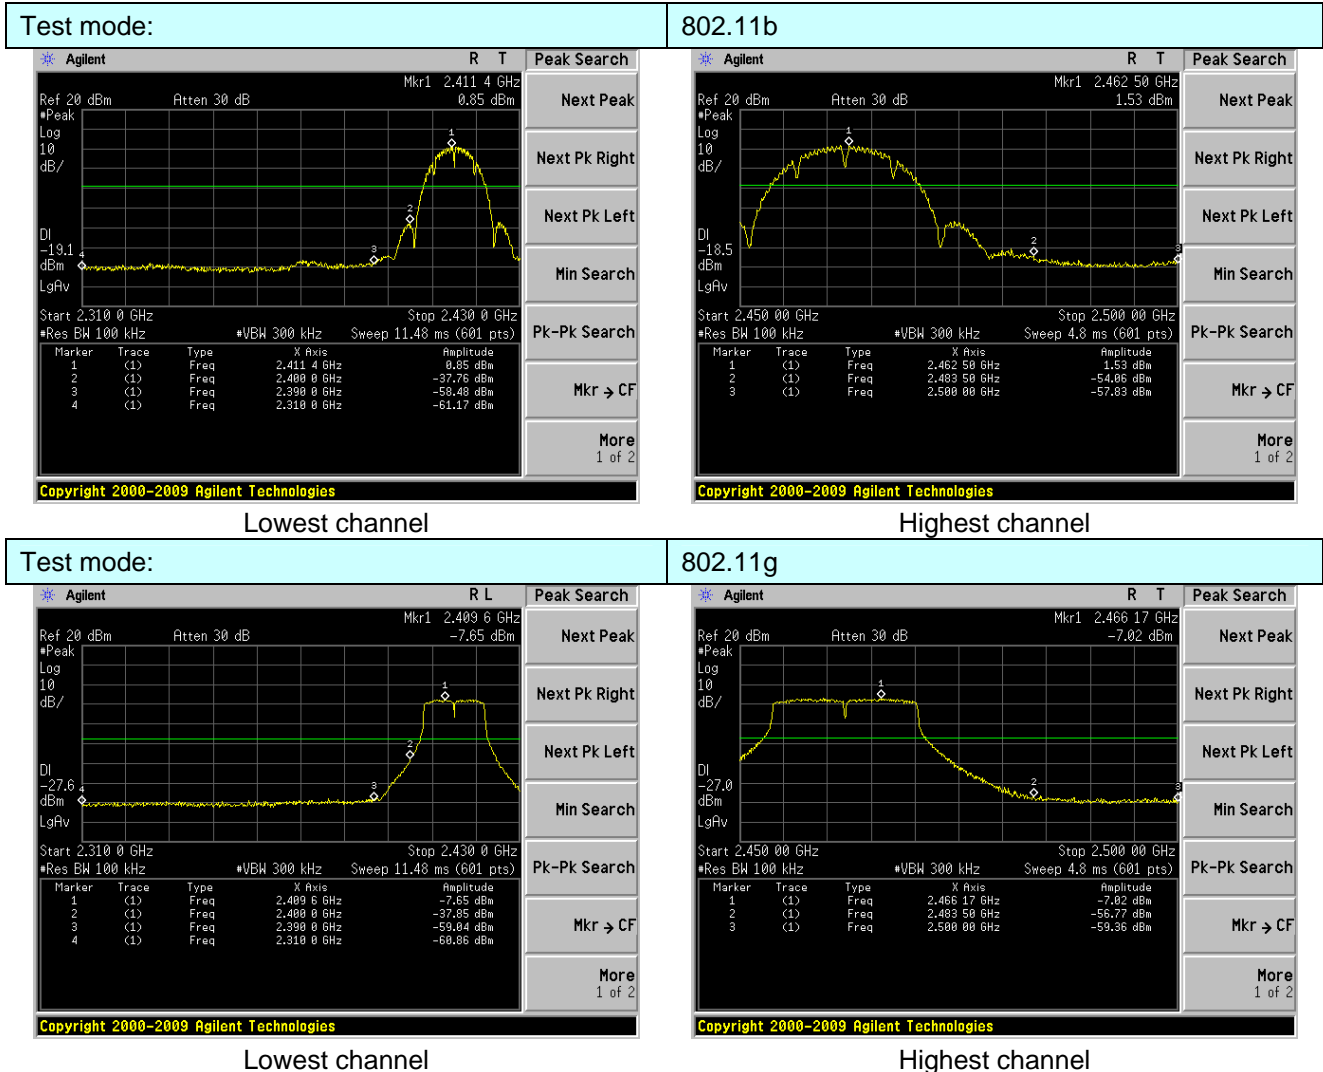 Test mode: 802.11b
Agilent R T Peak Search
Mkr1 2.411 4 GHz
Ref 20 dBm Atten 30 dB 0.85 dBm
#Peak
Log
10
dB/
1
2
3
4
DI
-19.1
dBm
LgAv
Start 2.310 0 GHz Stop 2.430 0 GHz
#Res BW 100 kHz #VBW 300 kHz Sweep 11.48 ms (601 pts)
Marker Trace Type X Axis Amplitude
1 (1) Freq 2.411 4 GHz 0.85 dBm
2 (1) Freq 2.400 0 GHz -37.76 dBm
3 (1) Freq 2.390 0 GHz -58.48 dBm
4 (1) Freq 2.310 0 GHz -61.17 dBm
Next Peak
Next Pk Right
Next Pk Left
Min Search
Pk-Pk Search
Mkr → CF
More
1 of 2
Copyright 2000-2009 Agilent Technologies
Lowest channel
Agilent R T Peak Search
Mkr1 2.462 50 GHz
Ref 20 dBm Atten 30 dB 1.53 dBm
#Peak
Log
10
dB/
1
2
3
DI
-18.5
dBm
LgAv
Start 2.450 00 GHz Stop 2.500 00 GHz
#Res BW 100 kHz #VBW 300 kHz Sweep 4.8 ms (601 pts)
Marker Trace Type X Axis Amplitude
1 (1) Freq 2.462 50 GHz 1.53 dBm
2 (1) Freq 2.483 50 GHz -54.06 dBm
3 (1) Freq 2.500 00 GHz -57.83 dBm
Next Peak
Next Pk Right
Next Pk Left
Min Search
Pk-Pk Search
Mkr → CF
More
1 of 2
Copyright 2000-2009 Agilent Technologies
Highest channel
Test mode: 802.11g
Agilent R L Peak Search
Mkr1 2.409 6 GHz
Ref 20 dBm Atten 30 dB -7.65 dBm
#Peak
Log
10
dB/
1
2
3
4
DI
-27.6
dBm
LgAv
Start 2.310 0 GHz Stop 2.430 0 GHz
#Res BW 100 kHz #VBW 300 kHz Sweep 11.48 ms (601 pts)
Marker Trace Type X Axis Amplitude
1 (1) Freq 2.409 6 GHz -7.65 dBm
2 (1) Freq 2.400 0 GHz -37.85 dBm
3 (1) Freq 2.390 0 GHz -59.04 dBm
4 (1) Freq 2.310 0 GHz -60.86 dBm
Next Peak
Next Pk Right
Next Pk Left
Min Search
Pk-Pk Search
Mkr → CF
More
1 of 2
Copyright 2000-2009 Agilent Technologies
Lowest channel
Agilent R T Peak Search
Mkr1 2.466 17 GHz
Ref 20 dBm Atten 30 dB -7.02 dBm
#Peak
Log
10
dB/
1
2
3
DI
-27.0
dBm
LgAv
Start 2.450 00 GHz Stop 2.500 00 GHz
#Res BW 100 kHz #VBW 300 kHz Sweep 4.8 ms (601 pts)
Marker Trace Type X Axis Amplitude
1 (1) Freq 2.466 17 GHz -7.02 dBm
2 (1) Freq 2.483 50 GHz -56.77 dBm
3 (1) Freq 2.500 00 GHz -59.36 dBm
Next Peak
Next Pk Right
Next Pk Left
Min Search
Pk-Pk Search
Mkr → CF
More
1 of 2
Copyright 2000-2009 Agilent Technologies
Highest channel